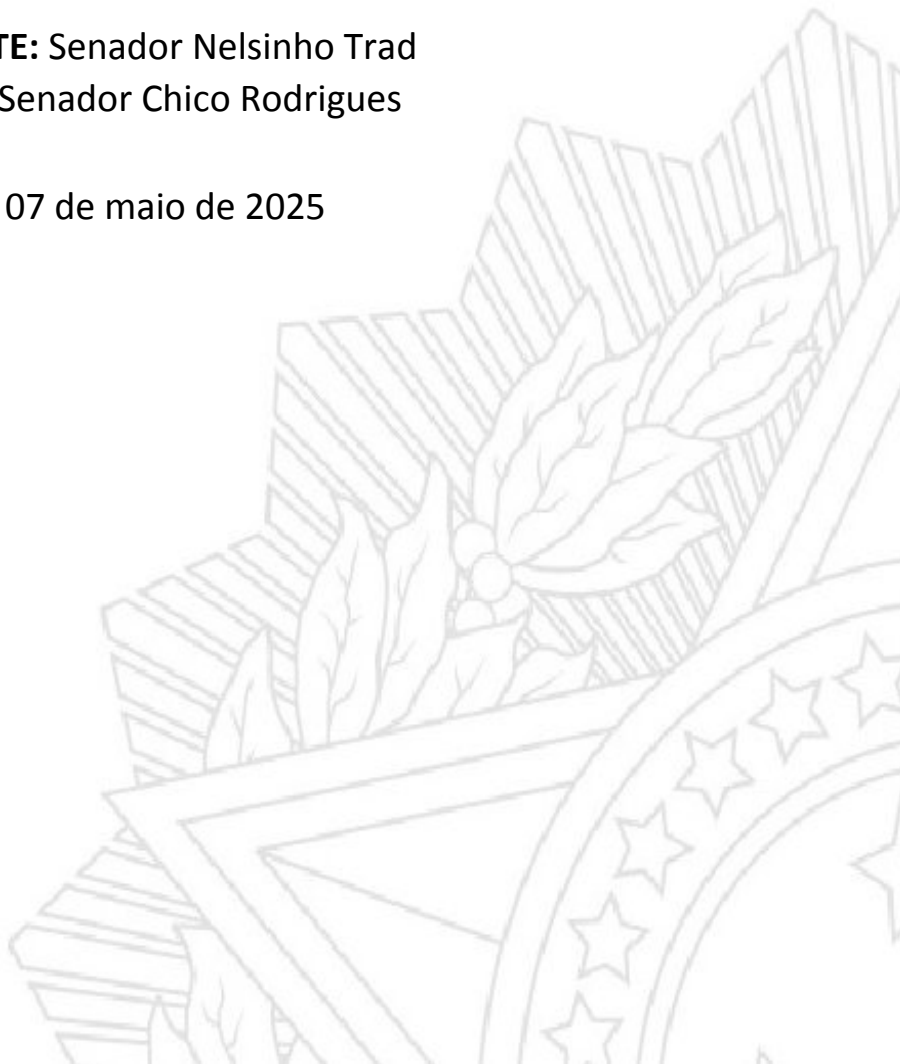 TE: Senador Nelsinho Trad
Senador Chico Rodrigues
07 de maio de 2025